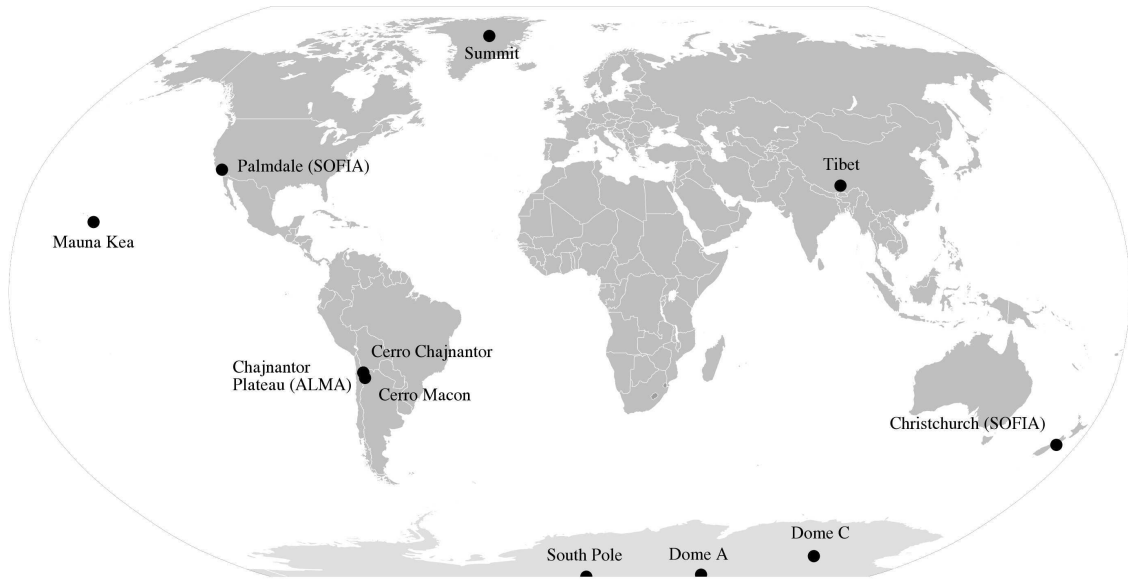 Summit
Palmdale (SOFIA)
Tibet
Mauna Kea
Cerro Chajnantor
Chajnantor
Plateau (ALMA)
Cerro Macon
Christchurch (SOFIA)
Dome C
South Pole
Dome A